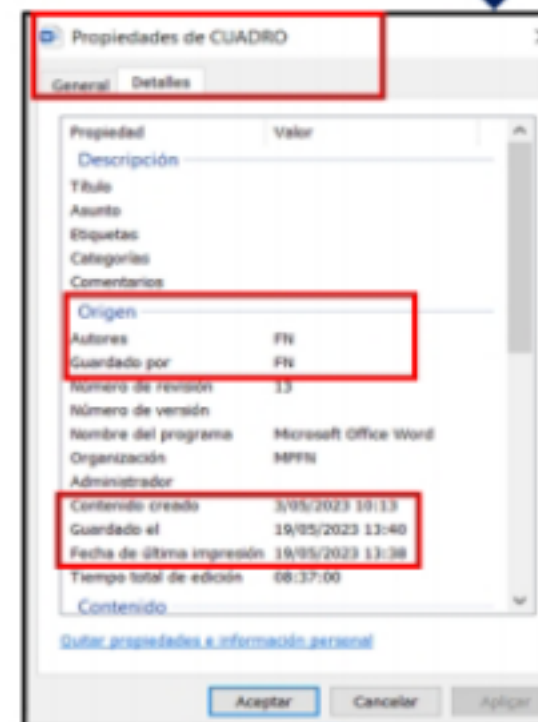 Propiedades de CUADRO
General Detalles
Propiedad Valor
Descripción
Título
Asunto
Etiquetas
Categorías
Comentarios
Origen
Autores FN
Guardado por FN
Número de revisión 13
Número de versión
Nombre del programa Microsoft Office Word
Organización MPFN
Administrador
Contenido creado 3/05/2023 10:13
Guardado el 19/05/2023 13:40
Fecha de última impresión 19/05/2023 13:38
Tiempo total de edición 08:37:00
Contenido
Quitar propiedades e información personal
Aceptar Cancelar Aplicar